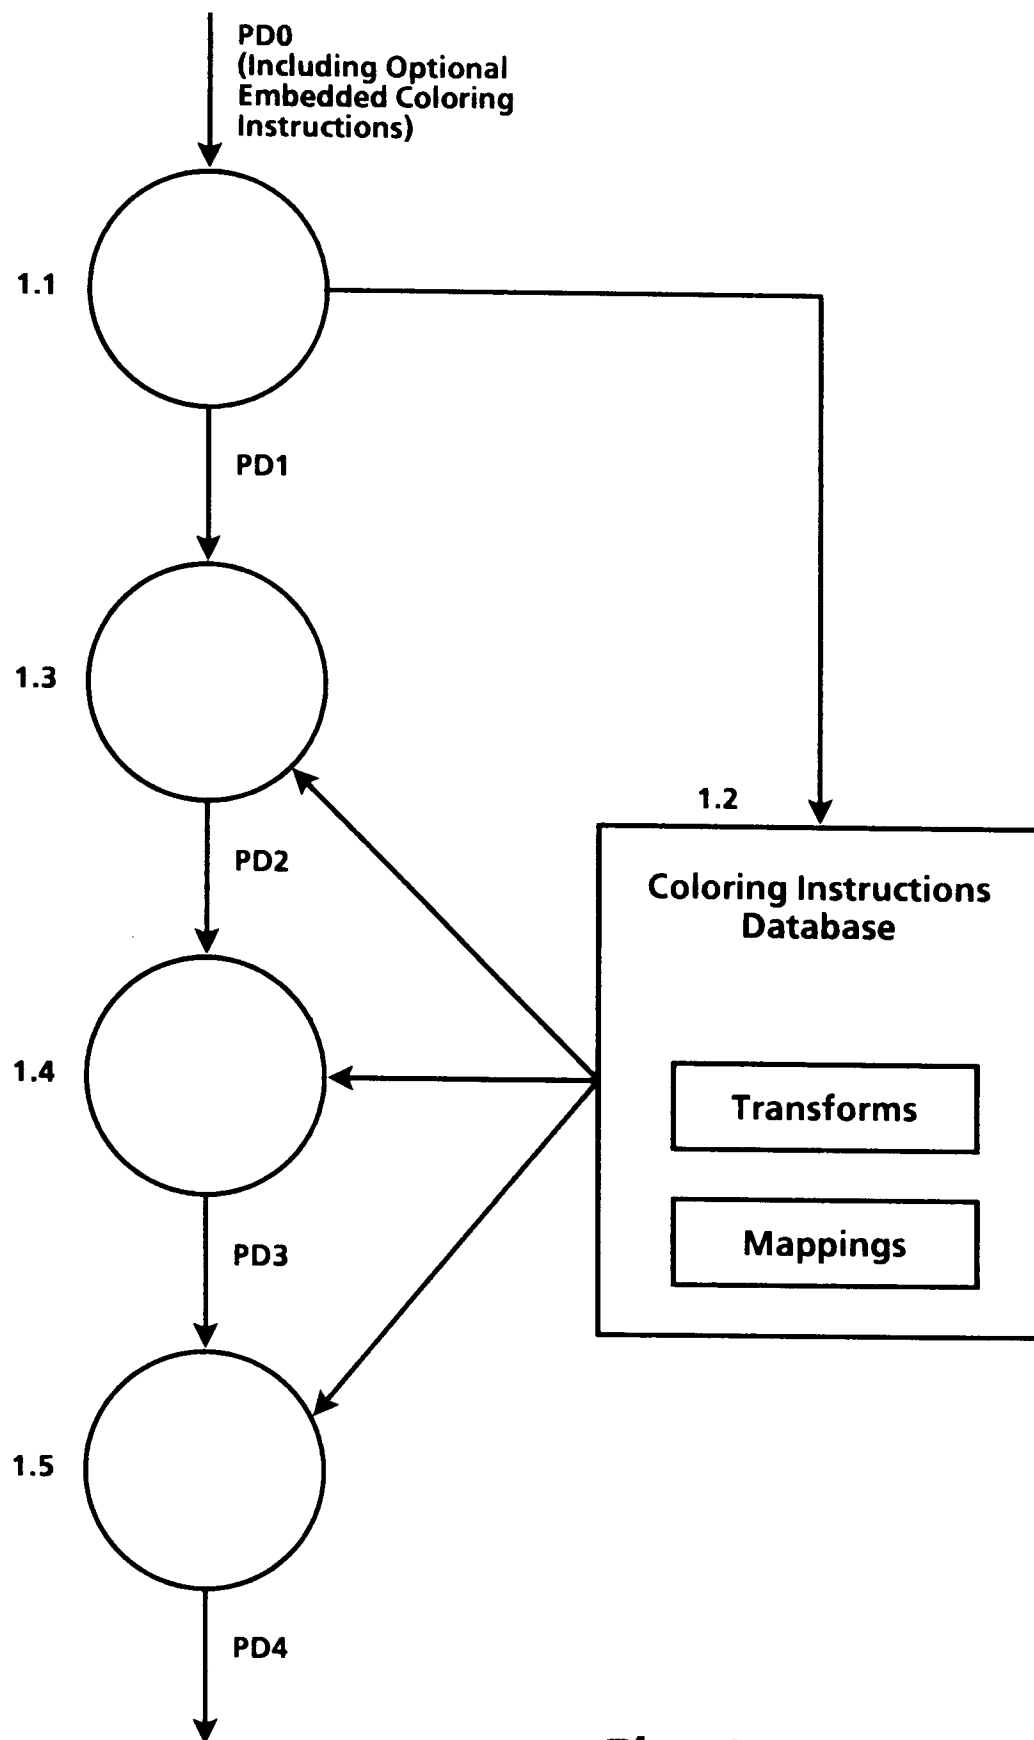 PD0
(Including Optional
Embedded Coloring
Instructions)
1.1
PD1
1.3
1.2
PD2
Coloring Instructions
Database
1.4
Transforms
Mappings
PD3
1.5
PD4